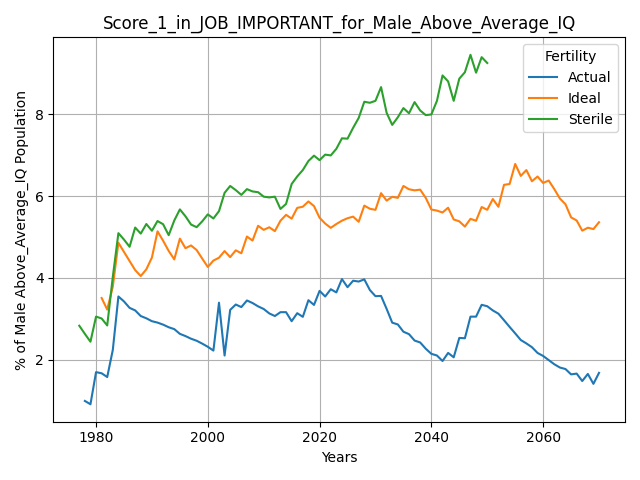 Score_1_in_JOB_IMPORTANT_for_Male_Above_Average_IQ
% of Male Above_Average_IQ Population
8
6
4
2
Fertility
Actual
Ideal
Sterile
1980 2000 2020 2040 2060
Years